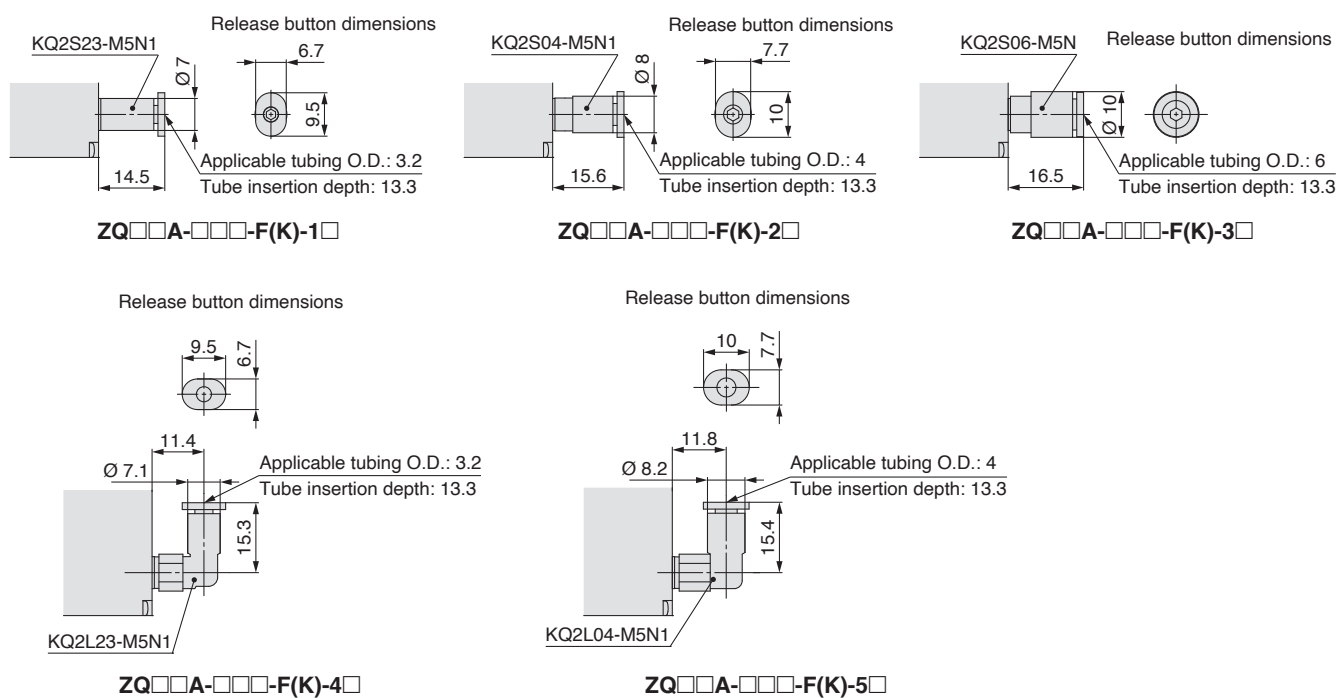 Release button dimensions
KQ2S23-M5N1
6.7
Ø 7
9.5
Applicable tubing O.D.: 3.2
Tube insertion depth: 13.3
14.5
ZQ□□A-□□□-F(K)-1□
Release button dimensions
KQ2S04-M5N1
7.7
Ø 8
10
Applicable tubing O.D.: 4
Tube insertion depth: 13.3
15.6
ZQ□□A-□□□-F(K)-2□
KQ2S06-M5N
Release button dimensions
Ø 10
Applicable tubing O.D.: 6
Tube insertion depth: 13.3
16.5
ZQ□□A-□□□-F(K)-3□
Release button dimensions
9.5
6.7
11.4
Ø 7.1
Applicable tubing O.D.: 3.2
Tube insertion depth: 13.3
15.3
KQ2L23-M5N1
ZQ□□A-□□□-F(K)-4□
Release button dimensions
10
7.7
11.8
Ø 8.2
Applicable tubing O.D.: 4
Tube insertion depth: 13.3
15.4
KQ2L04-M5N1
ZQ□□A-□□□-F(K)-5□